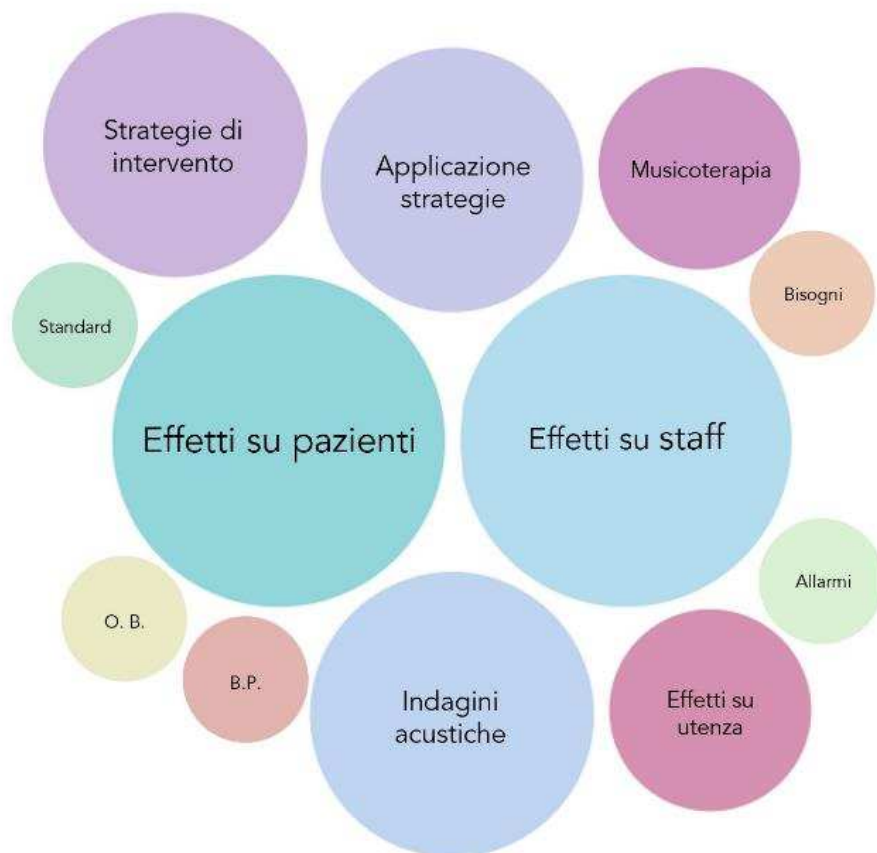 Strategie di
intervento
Applicazione
strategie
Musicoterapia
Bisogni
Standard
Effetti su pazienti
Effetti su staff
Allarmi
O. B.
B.P.
Indagini
acustiche
Effetti su
utenza